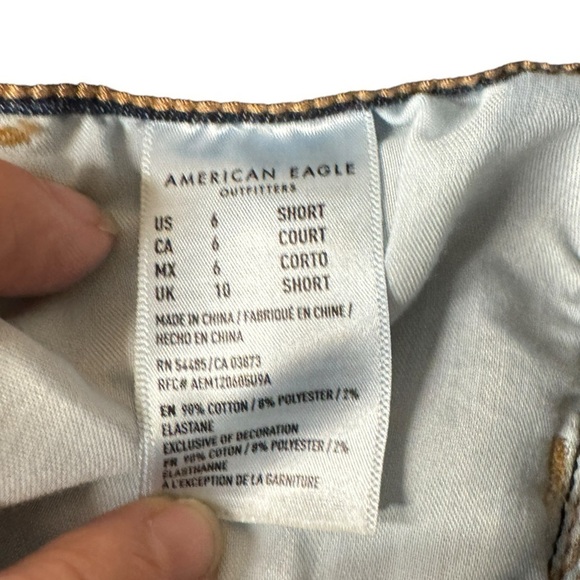 AMERICAN EAGLE
OUTFITTERS
US 6 SHORT
CA 6 COURT
MX 6 CORTO
UK 10 SHORT
MADE IN CHINA / FABRIQUÉ EN CHINE /
HECHO EN CHINA
RN 54485/CA 03873
RFC# AEM120605U9A
EN 90% COTTON / 8% POLYESTER / 2%
ELASTANE
EXCLUSIVE OF DECORATION
FR 90% COTON / 8% POLYESTER / 2%
ÉLASTHANNE
À L'EXCEPTION DE LA GARNITURE